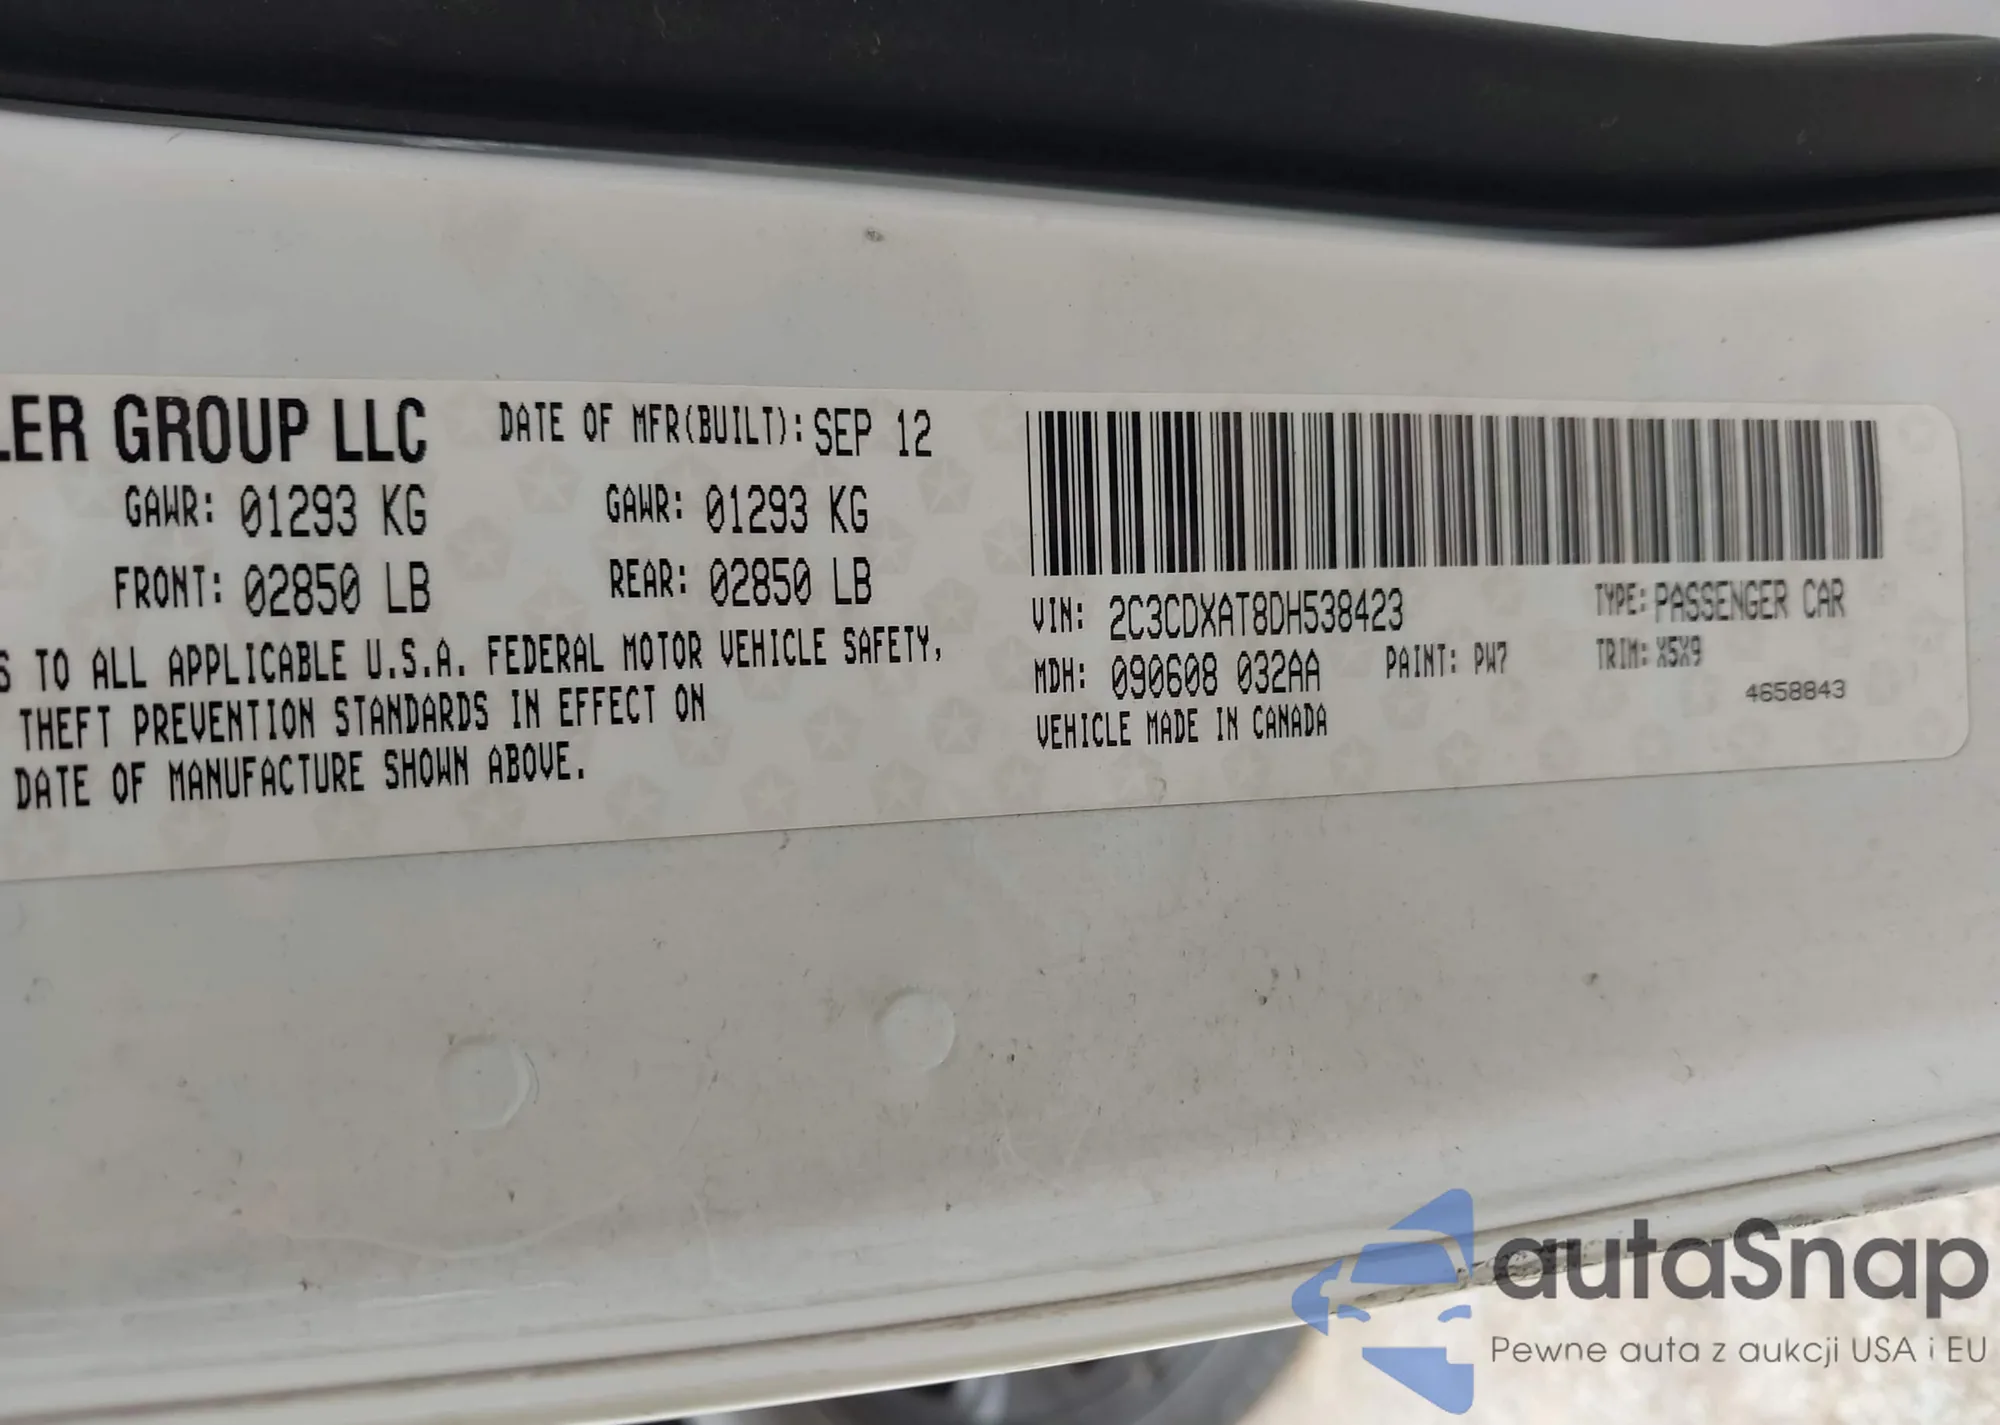 LER GROUP LLC DATE OF MFR(BUILT): SEP 12
GAWR: 01293 KG GAWR: 01293 KG
FRONT: 02850 LB REAR: 02850 LB
S TO ALL APPLICABLE U.S.A. FEDERAL MOTOR VEHICLE SAFETY,
THEFT PREVENTION STANDARDS IN EFFECT ON
DATE OF MANUFACTURE SHOWN ABOVE.
VIN: 2C3CDXAT8DH538423 TYPE: PASSENGER CAR
MDH: 090608 032AA PAINT: PW7 TRIM: X5X9
4658843
VEHICLE MADE IN CANADA
autaSnap
Pewne auta z aukcji USA i EU